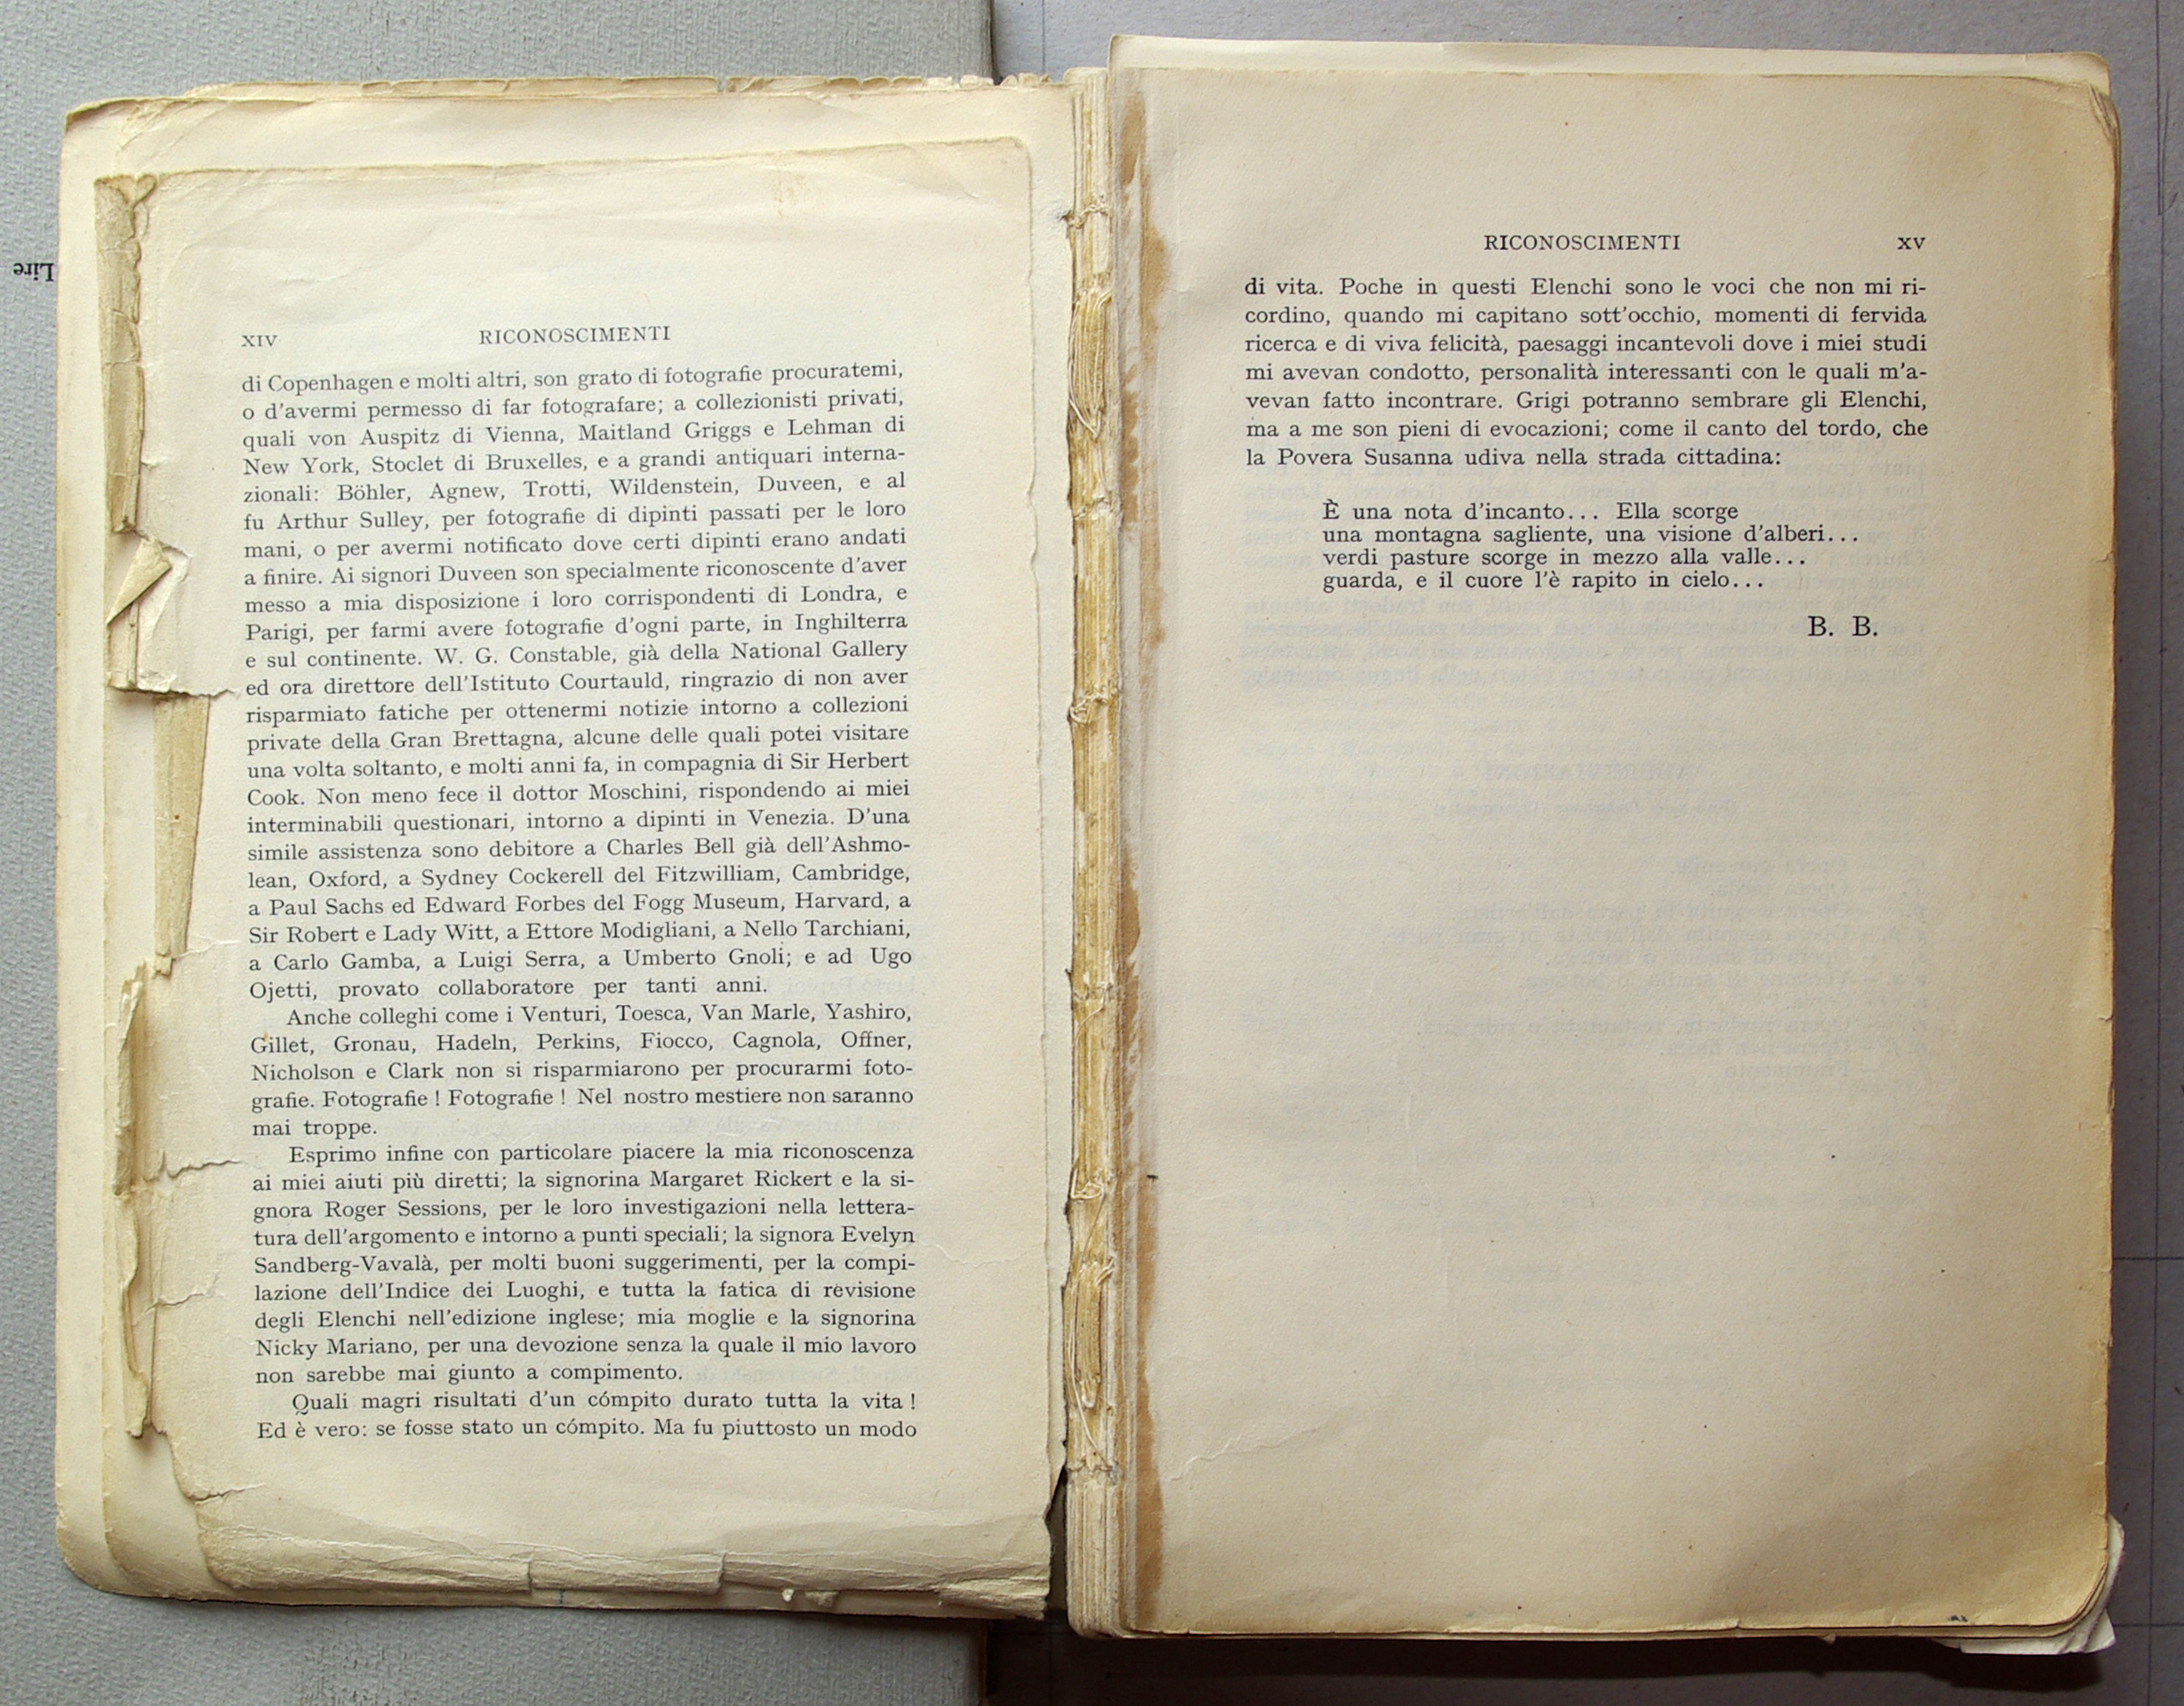 Lire
XIV RICONOSCIMENTI
di Copenhagen e molti altri, son grato di fotografie procuratemi,
o d'avermi permesso di far fotografare; a collezionisti privati,
quali von Auspitz di Vienna, Maitland Griggs e Lehman di
New York, Stoclet di Bruxelles, e a grandi antiquari interna-
zionali: Böhler, Agnew, Trotti, Wildenstein, Duveen, e al
fu Arthur Sulley, per fotografie di dipinti passati per le loro
mani, o per avermi notificato dove certi dipinti erano andati
a finire. Ai signori Duveen son specialmente riconoscente d'aver
messo a mia disposizione i loro corrispondenti di Londra, e
Parigi, per farmi avere fotografie d'ogni parte, in Inghilterra
e sul continente. W. G. Constable, già della National Gallery
ed ora direttore dell'Istituto Courtauld, ringrazio di non aver
risparmiato fatiche per ottenermi notizie intorno a collezioni
private della Gran Brettagna, alcune delle quali potei visitare
una volta soltanto, e molti anni fa, in compagnia di Sir Herbert
Cook. Non meno fece il dottor Moschini, rispondendo ai miei
interminabili questionari, intorno a dipinti in Venezia. D'una
simile assistenza sono debitore a Charles Bell già dell'Ashmo-
lean, Oxford, a Sydney Cockerell del Fitzwilliam, Cambridge,
a Paul Sachs ed Edward Forbes del Fogg Museum, Harvard, a
Sir Robert e Lady Witt, a Ettore Modigliani, a Nello Tarchiani,
a Carlo Gamba, a Luigi Serra, a Umberto Gnoli; e ad Ugo
Ojetti, provato collaboratore per tanti anni.
Anche colleghi come i Venturi, Toesca, Van Marle, Yashiro,
Gillet, Gronau, Hadeln, Perkins, Fiocco, Cagnola, Offner,
Nicholson e Clark non si risparmiarono per procurarmi foto-
grafie. Fotografie ! Fotografie ! Nel nostro mestiere non saranno
mai troppe.
Esprimo infine con particolare piacere la mia riconoscenza
ai miei aiuti più diretti; la signorina Margaret Rickert e la si-
gnora Roger Sessions, per le loro investigazioni nella lettera-
tura dell'argomento e intorno a punti speciali; la signora Evelyn
Sandberg-Vavalà, per molti buoni suggerimenti, per la compi-
lazione dell'Indice dei Luoghi, e tutta la fatica di revisione
degli Elenchi nell'edizione inglese; mia moglie e la signorina
Nicky Mariano, per una devozione senza la quale il mio lavoro
non sarebbe mai giunto a compimento.
Quali magri risultati d'un cómpito durato tutta la vita !
Ed è vero: se fosse stato un cómpito. Ma fu piuttosto un modo
RICONOSCIMENTI XV
di vita. Poche in questi Elenchi sono le voci che non mi ri-
cordino, quando mi capitano sott'occhio, momenti di fervida
ricerca e di viva felicità, paesaggi incantevoli dove i miei studi
mi avevan condotto, personalità interessanti con le quali m'a-
vevan fatto incontrare. Grigi potranno sembrare gli Elenchi,
ma a me son pieni di evocazioni; come il canto del tordo, che
la Povera Susanna udiva nella strada cittadina:
È una nota d'incanto... Ella scorge
una montagna sagliente, una visione d'alberi...
verdi pasture scorge in mezzo alla valle...
guarda, e il cuore l'è rapito in cielo...
B. B.